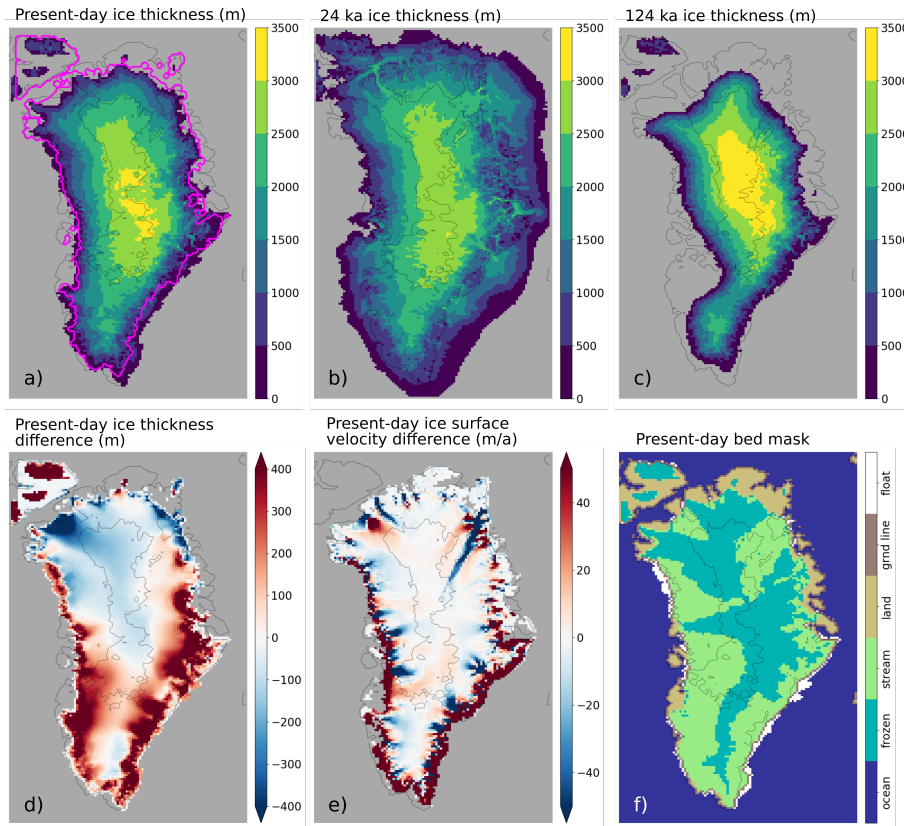 Present-day ice thickness (m)
24 ka ice thickness (m)
124 ka ice thickness (m)
3500
3000
2500
2000
1500
1000
500
0
a)
3500
3000
2500
2000
1500
1000
500
0
b)
3500
3000
2500
2000
1500
1000
500
0
c)
Present-day ice thickness
difference (m)
Present-day ice surface
velocity difference (m/a)
Present-day bed mask
400
300
200
100
0
−100
−200
−300
−400
d)
40
20
0
−20
−40
e)
float
grnd line
land
stream
frozen
ocean
f)